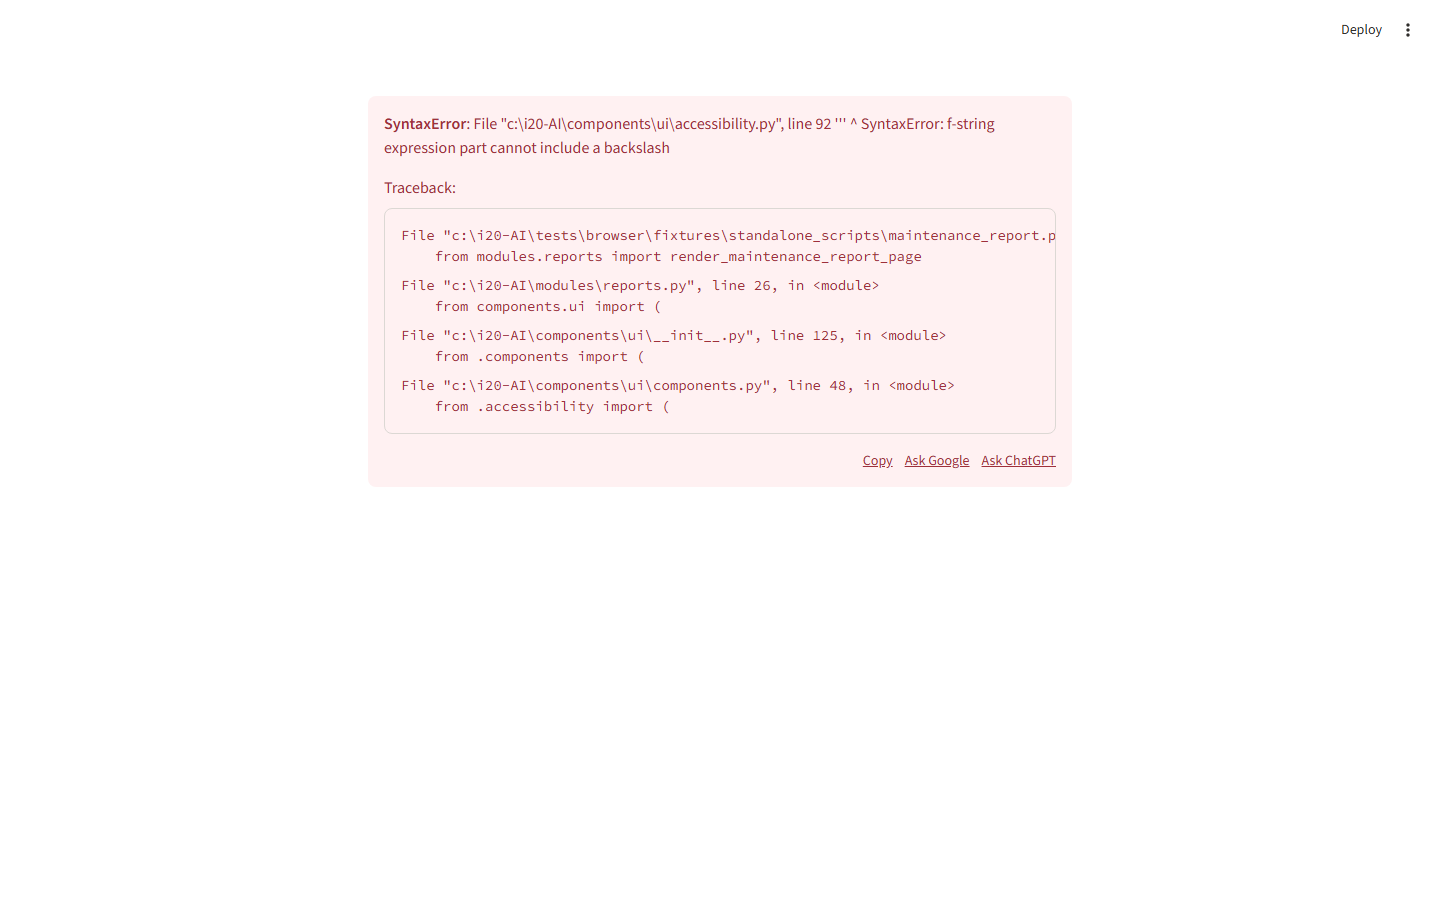 Deploy
SyntaxError: File "c:\i20-AI\components\ui\accessibility.py", line 92 ''' ^ SyntaxError: f-string
expression part cannot include a backslash
Traceback:
File "c:\i20-AI\tests\browser\fixtures\standalone_scripts\maintenance_report.p
    from modules.reports import render_maintenance_report_page
File "c:\i20-AI\modules\reports.py", line 26, in <module>
    from components.ui import (
File "c:\i20-AI\components\ui\__init__.py", line 125, in <module>
    from .components import (
File "c:\i20-AI\components\ui\components.py", line 48, in <module>
    from .accessibility import (
Copy Ask Google Ask ChatGPT